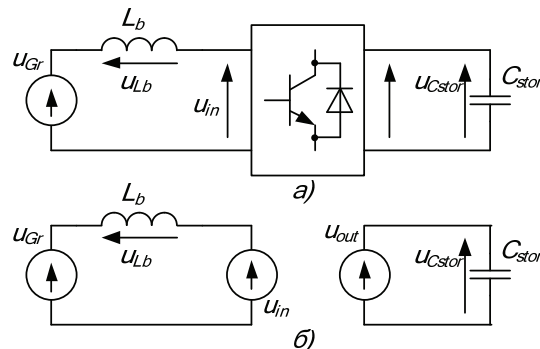 L_b
u_Gr
u_Lb
u_in
u_Cstor
C_stor
а)
L_b
u_Gr
u_Lb
u_in
u_out
u_Cstor
C_stor
б)